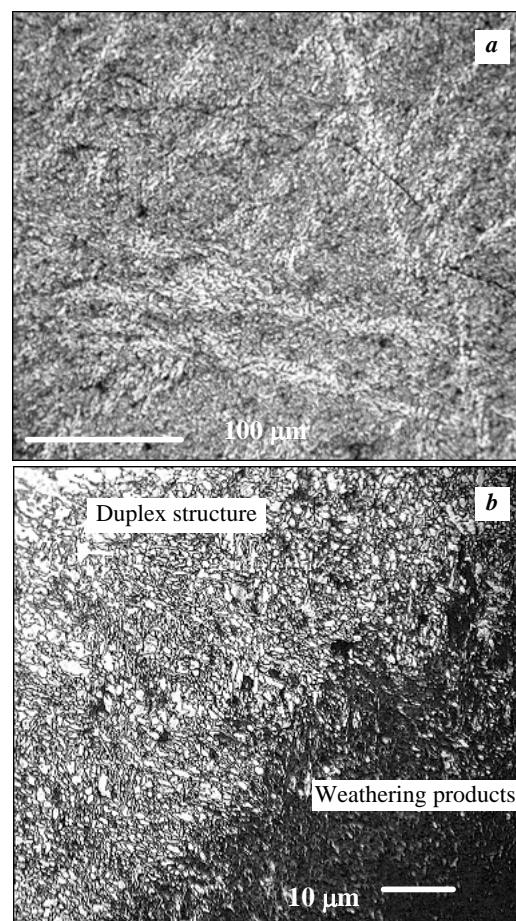 a
100 μm
Duplex structure
b
Weathering products
10 μm